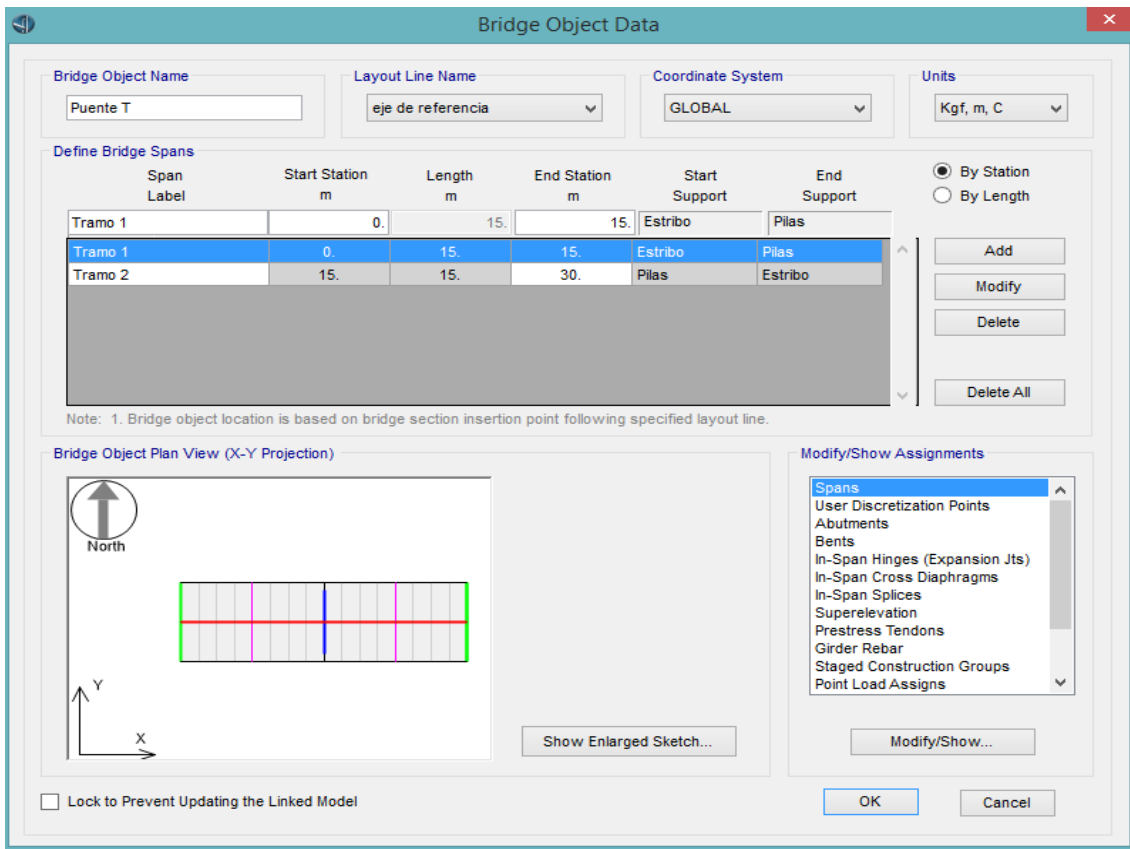 Bridge Object Data
Bridge Object Name
Layout Line Name
Coordinate System
Units
Puente T
eje de referencia
GLOBAL
Kgf, m, C
Define Bridge Spans
Span Label
Start Station m
Length m
End Station m
Start Support
End Support
By Station
By Length
Tramo 1 0. 15. 15. Estribo Pilas
Tramo 1 0. 15. 15. Estribo Pilas
Tramo 2 15. 15. 30. Pilas Estribo
Add
Modify
Delete
Delete All
Note: 1. Bridge object location is based on bridge section insertion point following specified layout line.
Bridge Object Plan View (X-Y Projection)
North
Y
X
Show Enlarged Sketch...
Modify/Show Assignments
Spans
User Discretization Points
Abutments
Bents
In-Span Hinges (Expansion Jts)
In-Span Cross Diaphragms
In-Span Splices
Superelevation
Prestress Tendons
Girder Rebar
Staged Construction Groups
Point Load Assigns
Modify/Show...
Lock to Prevent Updating the Linked Model
OK
Cancel